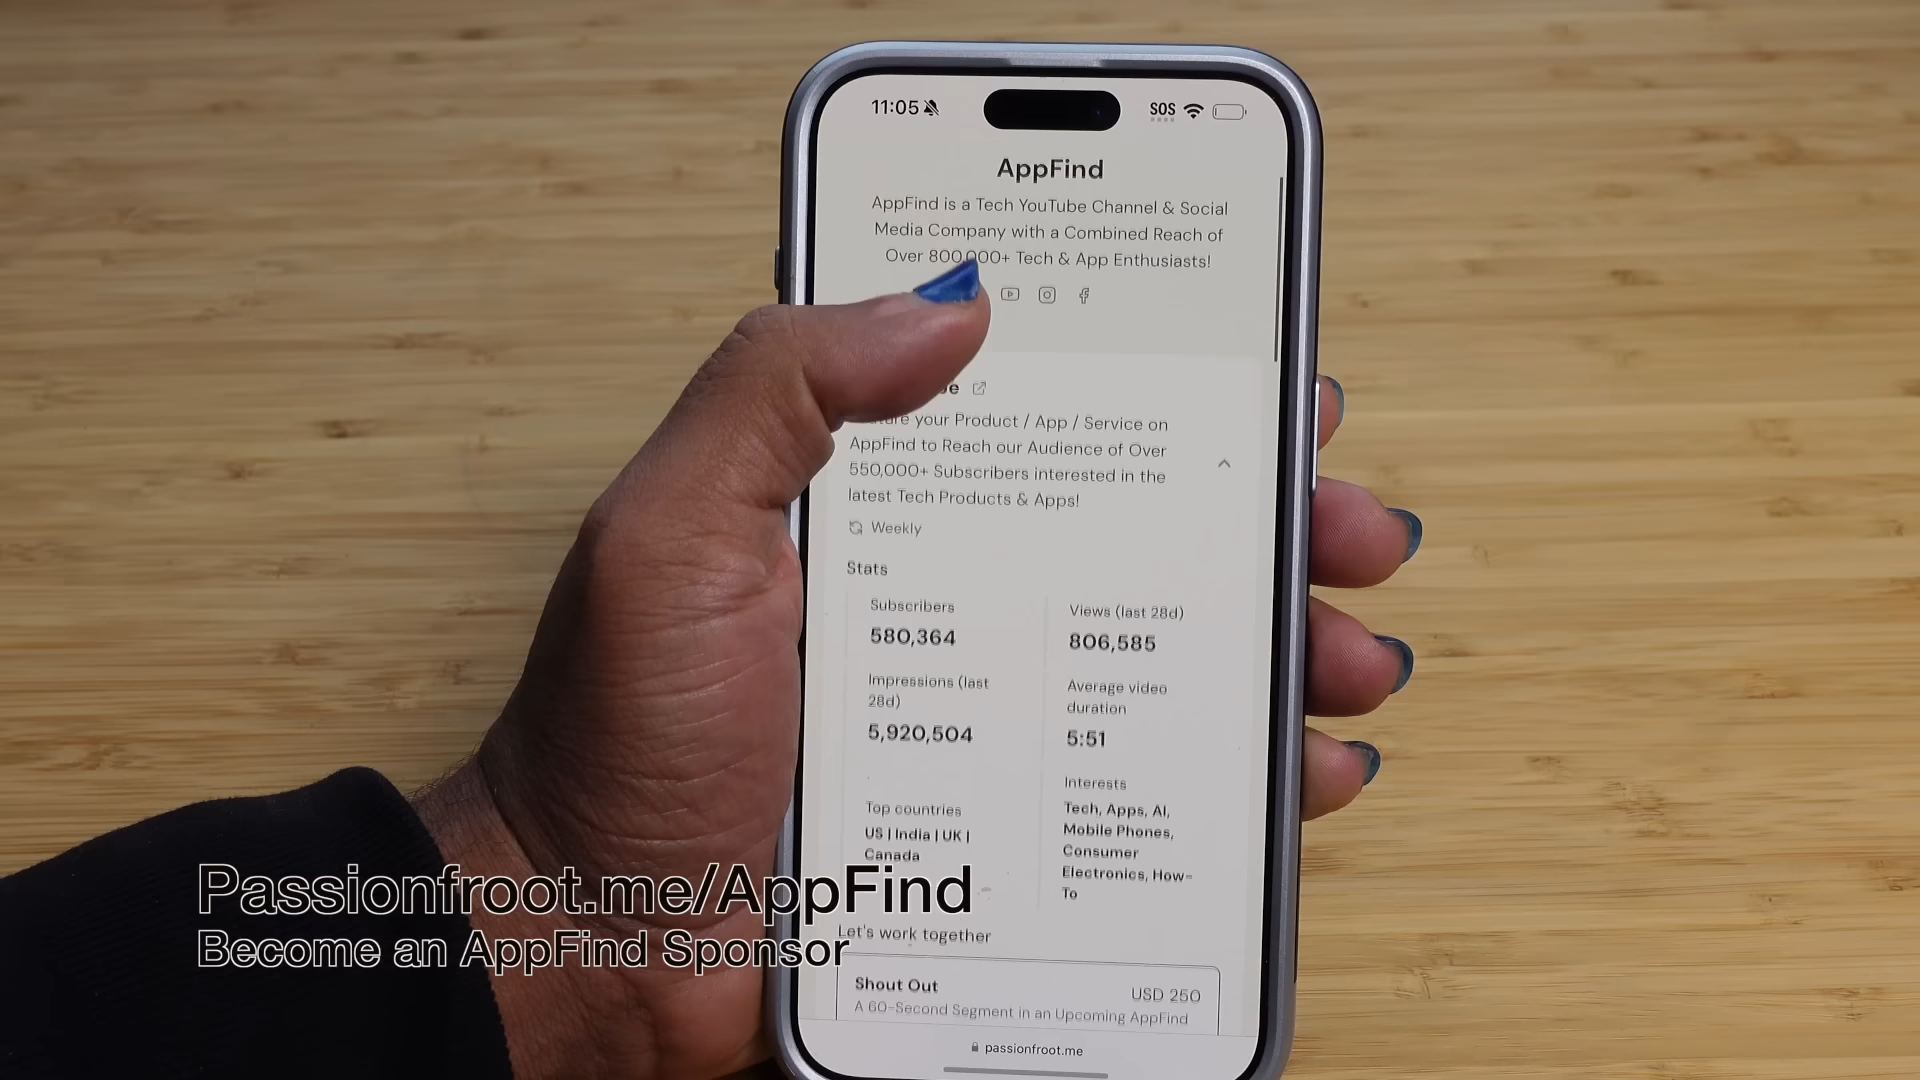 11:05
SOS
AppFind
AppFind is a Tech YouTube Channel & Social
Media Company with a Combined Reach of
Over 800,000+ Tech & App Enthusiasts!
your Product / App / Service on
AppFind to Reach our Audience of Over
550,000+ Subscribers interested in the
latest Tech Products & Apps!
Weekly
Stats
Subscribers
580,364
Views (last 28d)
806,585
Impressions (last
28d)
5,920,504
Average video
duration
5:51
Top countries
US | India | UK |
Canada
Interests
Tech, Apps, AI,
Mobile Phones,
Consumer
Electronics, How-
To
Passionfroot.me/AppFind
Become an AppFind Sponsor
Let's work together
Shout Out
USD 250
A 60-Second Segment in an Upcoming AppFind
passionfroot.me